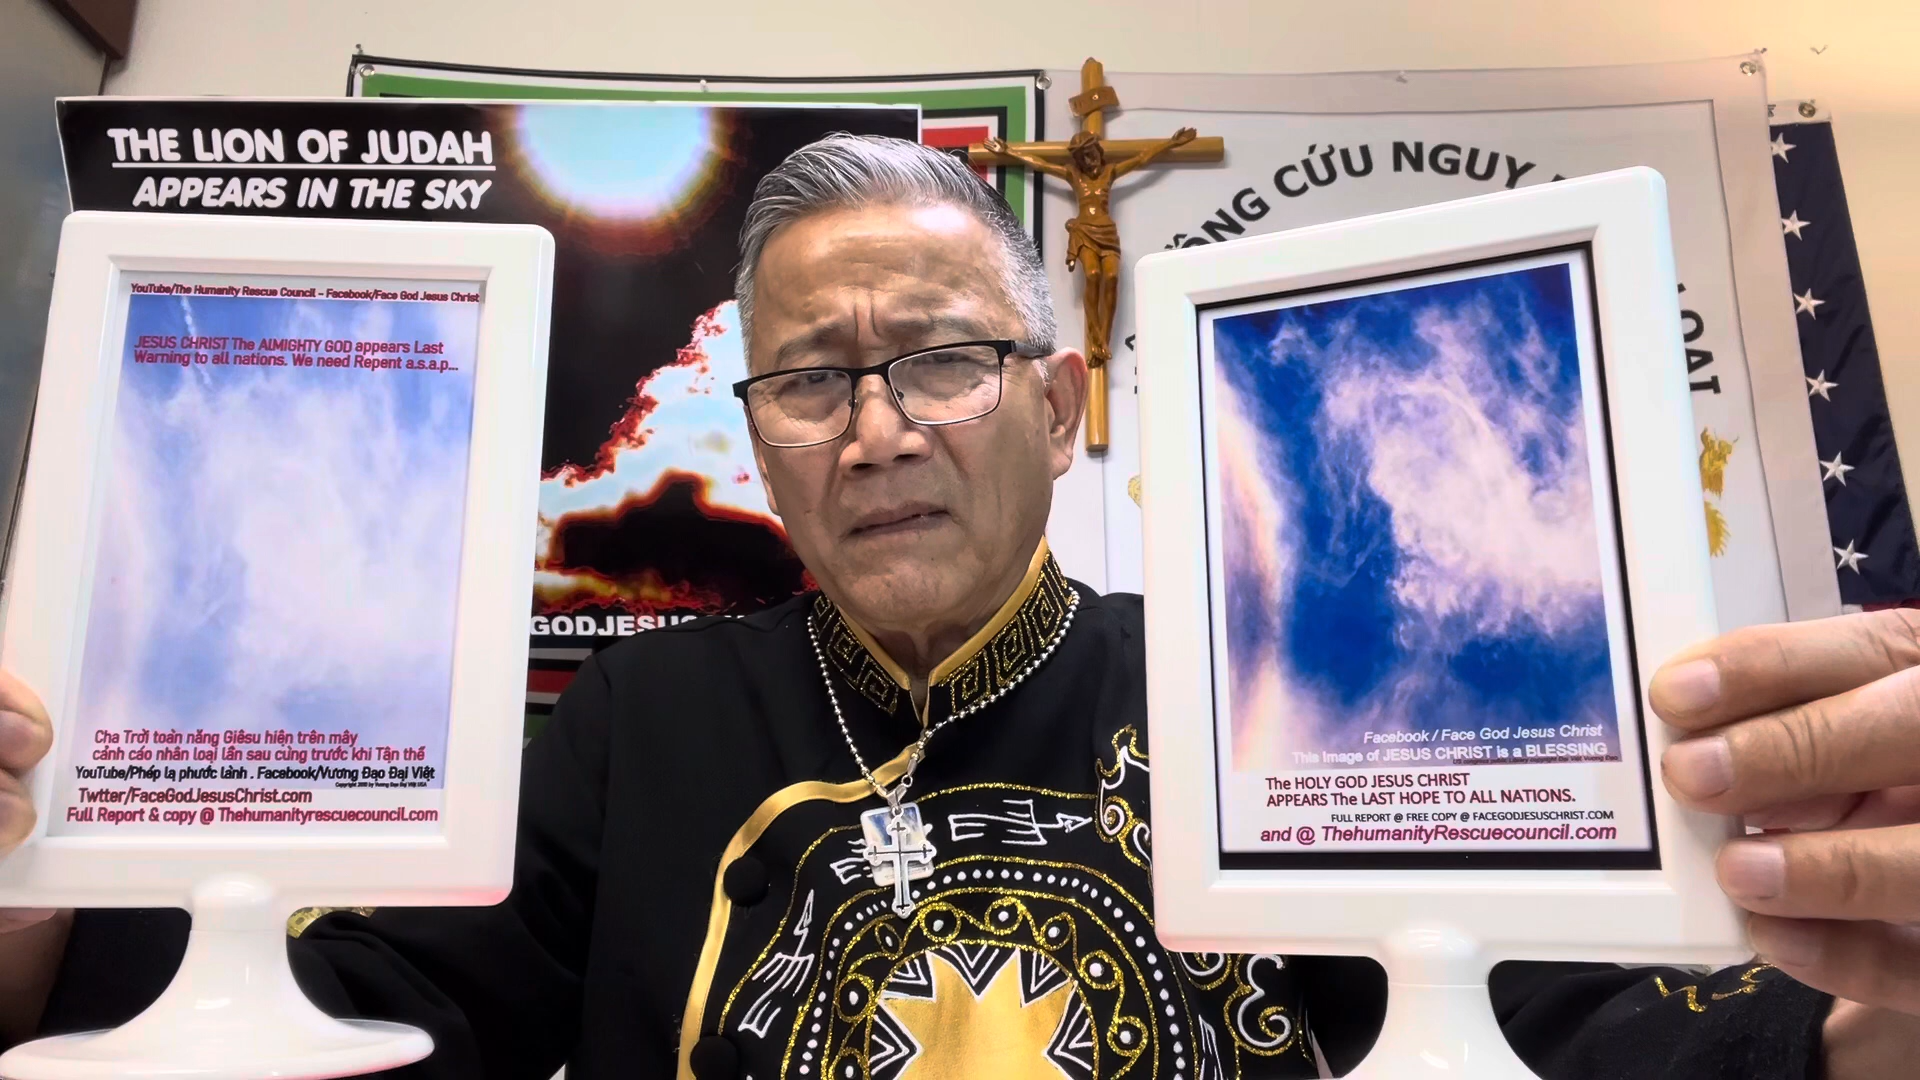 THE LION OF JUDAH
APPEARS IN THE SKY
YouTube/The Humanity Rescue Council - Facebook/Face God Jesus Christ
JESUS CHRIST The ALMIGHTY GOD appears Last
Warning to all nations. We need Repent a.s.a.p...
Cha Trời toàn năng Giêsu hiện trên mây
cảnh cáo nhân loại lần sau cùng trước khi Tận thế
YouTube/Phép lạ phước lành . Facebook/Vương Đạo Đại Việt
Twtter/FaceGodJesusChrist.com
Full Report & copy @ Thehumanityrescuecouncil.com
CỨU NGUY
Facebook / Face God Jesus Christ
This Image of JESUS CHRIST is a BLESSING
The HOLY GOD JESUS CHRIST
APPEARS The LAST HOPE TO ALL NATIONS.
FULL REPORT @ FREE COPY @ FACEGODJESUSCHRIST.COM
and @ ThehumanityRescuecouncil.com